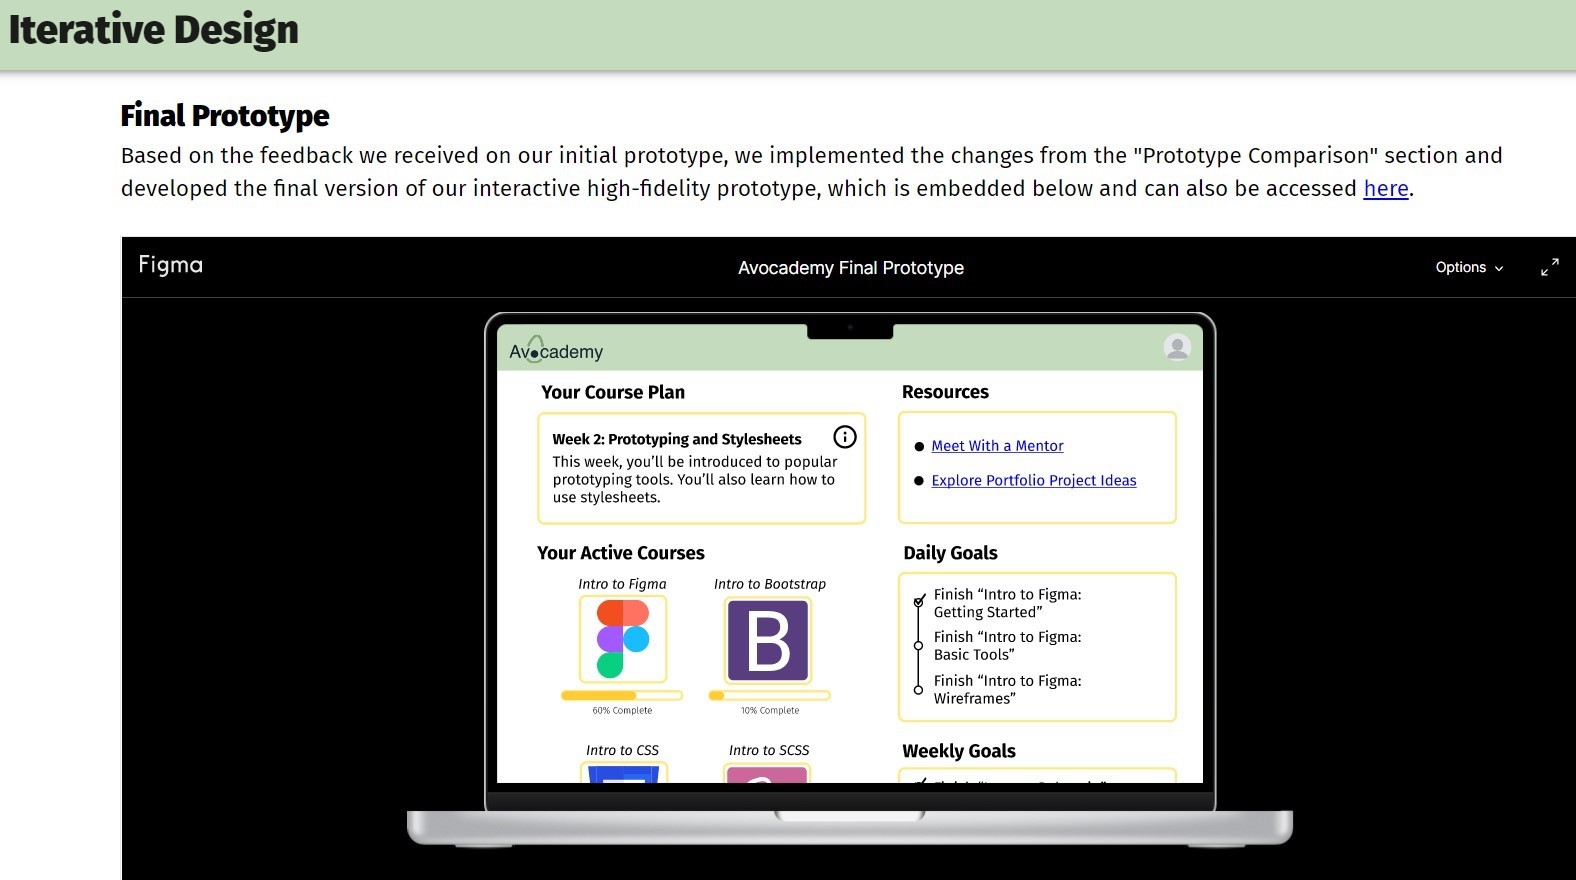 Iterative Design
Final Prototype
Based on the feedback we received on our initial prototype, we implemented the changes from the "Prototype Comparison" section and
developed the final version of our interactive high-fidelity prototype, which is embedded below and can also be accessed here.
Figma
Avocademy Final Prototype
Options
Avocademy
Your Course Plan
Week 2: Prototyping and Stylesheets
This week, you’ll be introduced to popular
prototyping tools. You’ll also learn how to
use stylesheets.
Resources
Meet With a Mentor
Explore Portfolio Project Ideas
Your Active Courses
Intro to Figma
60% Complete
Intro to Bootstrap
B
10% Complete
Intro to CSS
Intro to SCSS
Daily Goals
Finish “Intro to Figma:
Getting Started”
Finish “Intro to Figma:
Basic Tools”
Finish “Intro to Figma:
Wireframes”
Weekly Goals